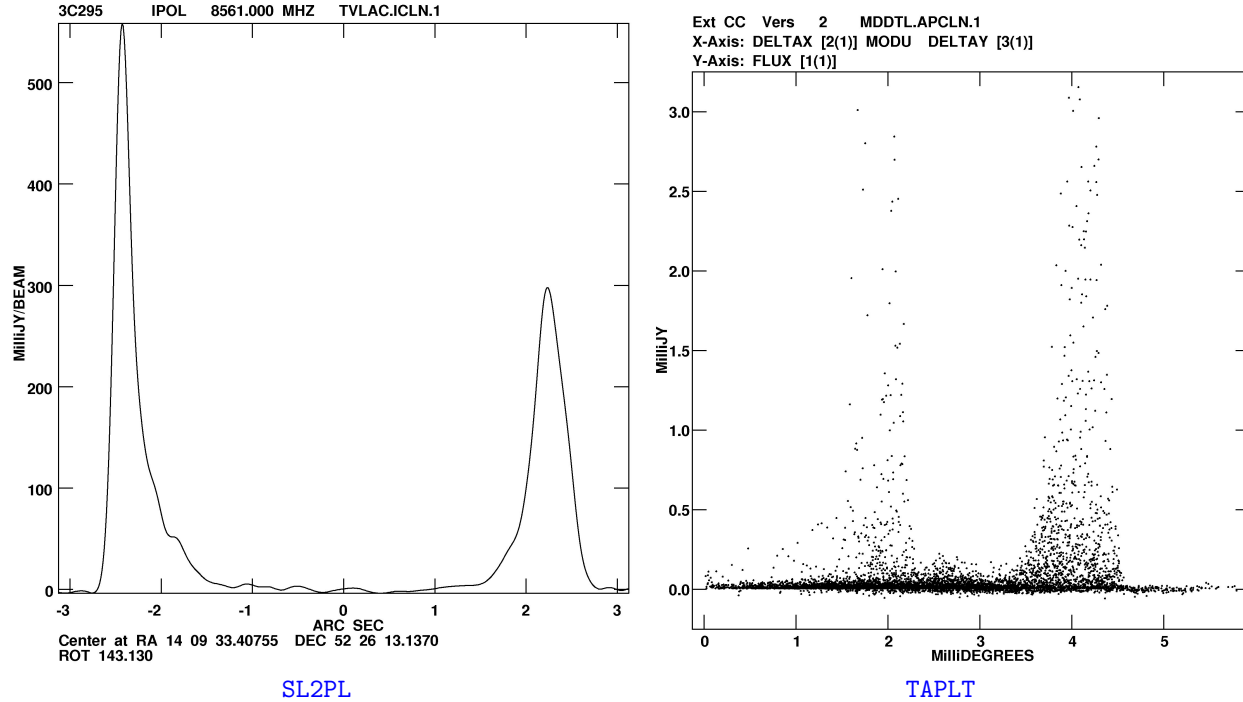 3C295 IPOL 8561.000 MHZ TVLAC.ICLN.1
500
400
300
200
100
0
MilliJY/BEAM
-3 -2 -1 0 1 2 3
ARC SEC
Center at RA 14 09 33.40755 DEC 52 26 13.1370
ROT 143.130
SL2PL
Ext CC Vers 2 MDDTL.APCLN.1
X-Axis: DELTAX [2(1)] MODU DELTAY [3(1)]
Y-Axis: FLUX [1(1)]
3.0
2.5
2.0
1.5
1.0
0.5
0.0
MilliJY
0 1 2 3 4 5
MilliDEGREES
TAPLT